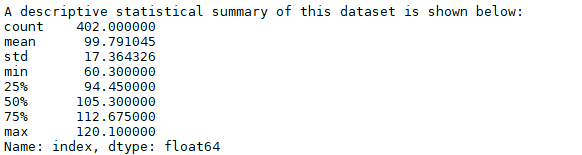 A descriptive statistical summary of this dataset is shown below:
count    402.000000
mean      99.791045
std       17.364326
min       60.300000
25%       94.450000
50%      105.300000
75%      112.675000
max      120.100000
Name: index, dtype: float64